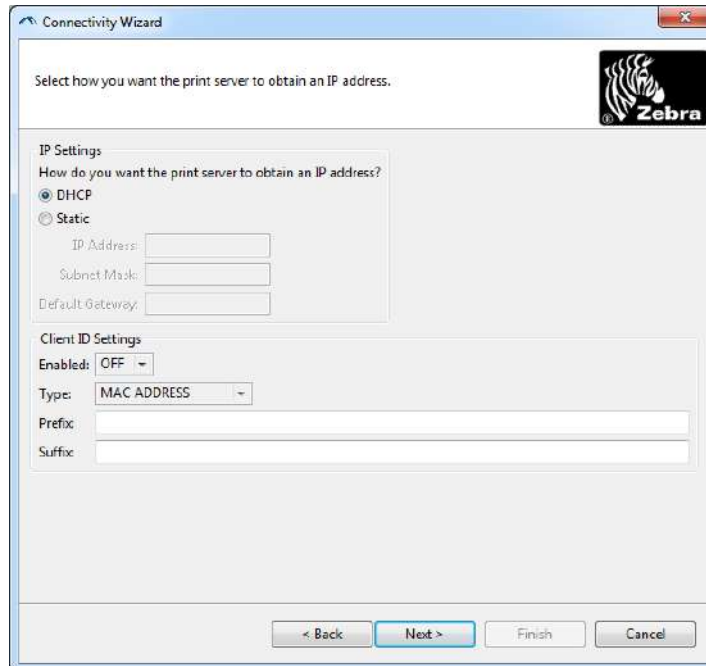 Connectivity Wizard
Select how you want the print server to obtain an IP address.
® Zebra
IP Settings
How do you want the print server to obtain an IP address?
DHCP
Static
IP Address:
Subnet Mask:
Default Gateway:
Client ID Settings
Enabled: OFF
Type: MAC ADDRESS
Prefix:
Suffix:
< Back Next > Finish Cancel